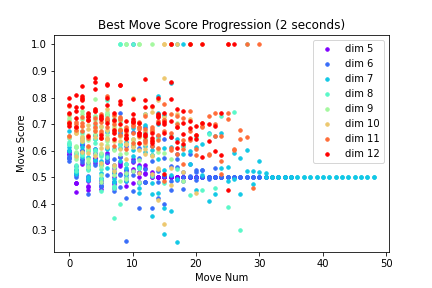 Best Move Score Progression (2 seconds)
1.0
0.9
0.8
0.7
0.6
0.5
0.4
0.3
Move Score
0 10 20 30 40 50
Move Num
dim 5
dim 6
dim 7
dim 8
dim 9
dim 10
dim 11
dim 12